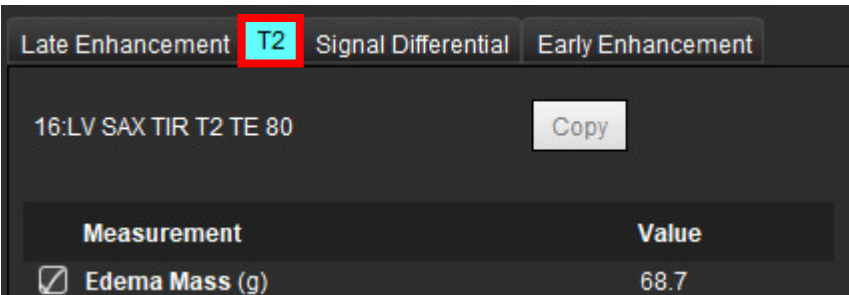 Late Enhancement T2 Signal Differential Early Enhancement
16:LV SAX TIR T2 TE 80 Copy
Measurement Value
Edema Mass (g) 68.7